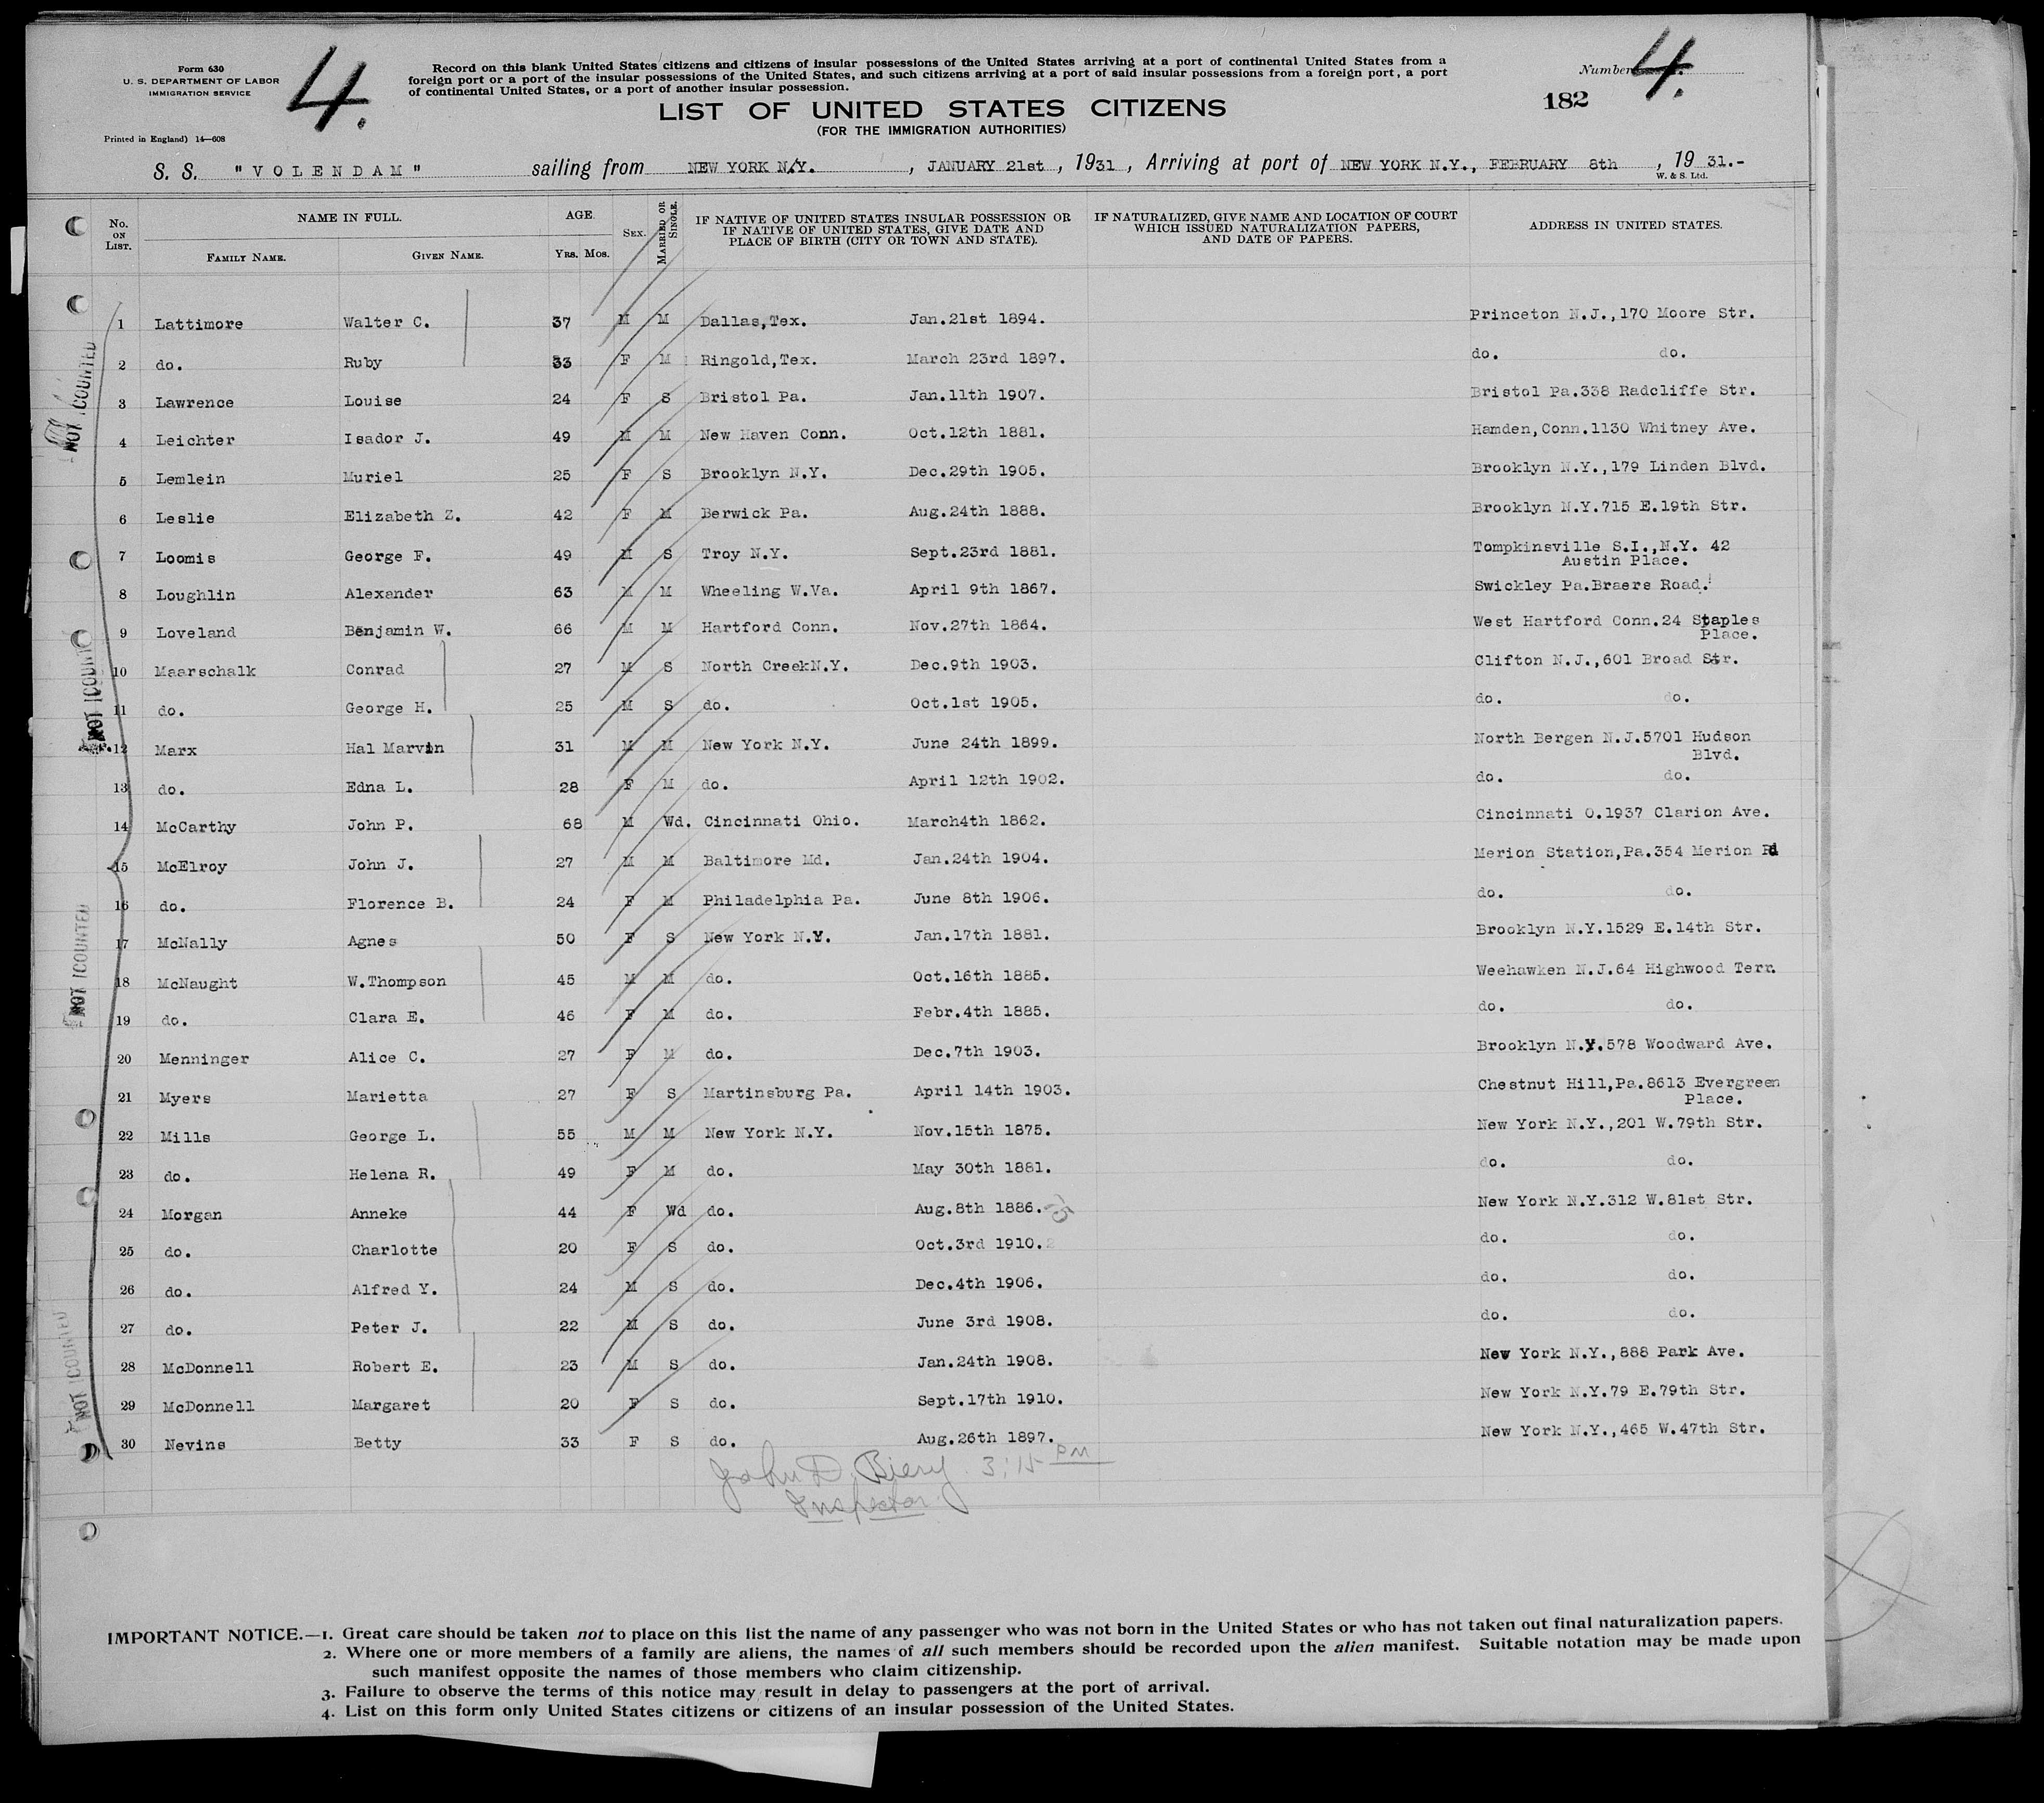 Form 630
U. S. DEPARTMENT OF LABOR
IMMIGRATION SERVICE
Printed in England) 14—608
4.
Record on this blank United States citizens and citizens of insular possessions of the United States arriving at a port of continental United States from a
foreign port or a port of the insular possessions of the United States, and such citizens arriving at a port of said insular possessions from a foreign port, a port
of continental United States, or a port of another insular possession.
Number 4.
182
LIST OF UNITED STATES CITIZENS
(FOR THE IMMIGRATION AUTHORITIES)
S. S. "VOLENDAM" sailing from NEW YORK N.Y. , JANUARY 21st , 1931 , Arriving at port of NEW YORK N.Y., FEBRUARY 8th , 19 31.-
W. & S. Ltd.
No. ON LIST. NAME IN FULL. AGE. SEX. MARRIED OR SINGLE. IF NATIVE OF UNITED STATES INSULAR POSSESSION OR IF NATIVE OF UNITED STATES, GIVE DATE AND PLACE OF BIRTH (CITY OR TOWN AND STATE). IF NATURALIZED, GIVE NAME AND LOCATION OF COURT WHICH ISSUED NATURALIZATION PAPERS, AND DATE OF PAPERS. ADDRESS IN UNITED STATES.
FAMILY NAME. GIVEN NAME. YRS. MOS.
1 Lattimore Walter C. 37 M M Dallas,Tex. Jan.21st 1894. Princeton N.J.,170 Moore Str.
2 do. Ruby 33 F M Ringold,Tex. March 23rd 1897. do. do.
3 Lawrence Louise 24 F S Bristol Pa. Jan.11th 1907. Bristol Pa.338 Radcliffe Str.
4 Leichter Isador J. 49 M M New Haven Conn. Oct.12th 1881. Hamden,Conn.1130 Whitney Ave.
5 Lemlein Muriel 25 F S Brooklyn N.Y. Dec.29th 1905. Brooklyn N.Y.,179 Linden Blvd.
6 Leslie Elizabeth Z. 42 F M Berwick Pa. Aug.24th 1888. Brooklyn N.Y.715 E.19th Str.
7 Loomis George F. 49 M S Troy N.Y. Sept.23rd 1881. Tompkinsville S.I.,N.Y. 42
Austin Place.
8 Loughlin Alexander 63 M M Wheeling W.Va. April 9th 1867. Swickley Pa.Braers Road.
9 Loveland Benjamin W. 66 M M Hartford Conn. Nov.27th 1864. West Hartford Conn.24 Staples
Place.
10 Maarschalk Conrad 27 M S North CreekN.Y. Dec.9th 1903. Clifton N.J.,601 Broad Str.
11 do. George H. 25 M S do. Oct.1st 1905. do. do.
12 Marx Hal Marvin 31 M M New York N.Y. June 24th 1899. North Bergen N.J.5701 Hudson
Blvd.
13 do. Edna L. 28 F M do. April 12th 1902. do. do.
14 McCarthy John P. 68 M Wd. Cincinnati Ohio. March4th 1862. Cincinnati O.1937 Clarion Ave.
15 McElroy John J. 27 M M Baltimore Md. Jan.24th 1904. Merion Station,Pa.354 Merion Rd
16 do. Florence B. 24 F M Philadelphia Pa. June 8th 1906. do. do.
17 McNally Agnes 50 F S New York N.Y. Jan.17th 1881. Brooklyn N.Y.1529 E.14th Str.
18 McNaught W.Thompson 45 M M do. Oct.16th 1885. Weehawken N.J.64 Highwood Terr.
19 do. Clara E. 46 F M do. Febr.4th 1885. do. do.
20 Menninger Alice C. 27 F M do. Dec.7th 1903. Brooklyn N.Y.578 Woodward Ave.
21 Myers Marietta 27 F S Martinsburg Pa. April 14th 1903. Chestnut Hill,Pa.8613 Evergreen
Place.
22 Mills George L. 55 M M New York N.Y. Nov.15th 1875. New York N.Y.,201 W.79th Str.
23 do. Helena R. 49 F M do. May 30th 1881. do. do.
24 Morgan Anneke 44 F Wd do. Aug.8th 1886. New York N.Y.312 W.81st Str.
25 do. Charlotte 20 F S do. Oct.3rd 1910. do. do.
26 do. Alfred Y. 24 M S do. Dec.4th 1906. do. do.
27 do. Peter J. 22 M S do. June 3rd 1908. do. do.
28 McDonnell Robert E. 23 M S do. Jan.24th 1908. New York N.Y.,888 Park Ave.
29 McDonnell Margaret 20 F S do. Sept.17th 1910. New York N.Y.79 E.79th Str.
30 Nevins Betty 33 F S do. Aug.26th 1897. New York N.Y.,465 W.47th Str.
NOT COUNTED
NOT COUNT
NOT COUNTED
NOT COUNTED
John D. Biery 3:15 PM
Inspector
IMPORTANT NOTICE.—1. Great care should be taken not to place on this list the name of any passenger who was not born in the United States or who has not taken out final naturalization papers.
2. Where one or more members of a family are aliens, the names of all such members should be recorded upon the alien manifest. Suitable notation may be made upon
such manifest opposite the names of those members who claim citizenship.
3. Failure to observe the terms of this notice may result in delay to passengers at the port of arrival.
4. List on this form only United States citizens or citizens of an insular possession of the United States.